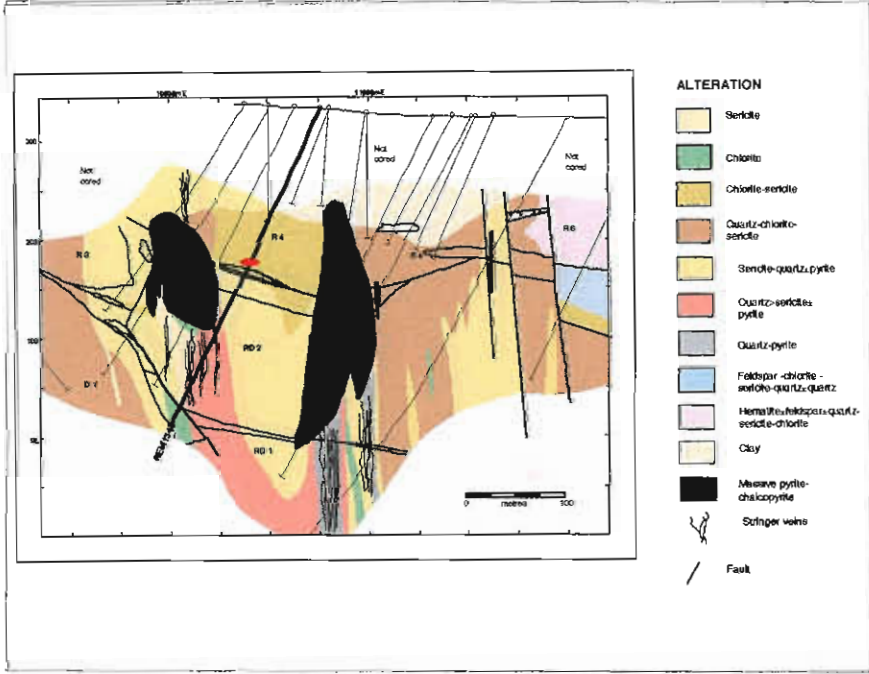 ALTERATION
Sericite
Chlorite
Chlorite-sericite
Quartz-chlorite-
sericite
Sericite-quartz±pyrite
Quartz>sericite±
pyrite
Quartz-pyrite
Feldspar-chlorite-
sericite-quartz±quartz
Hematite±feldspar±quartz-
sericite-chlorite
Clay
Massive pyrite-
chalcopyrite
Stringer veins
Fault
Not
cored
Not
cored
Not
cored
R 4
R 6
RD 2
RD 1
0
metres